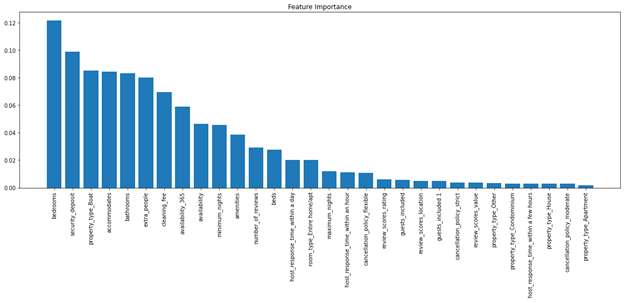 Feature Importance
0.12
0.10
0.08
0.06
0.04
0.02
0.00
bedrooms
security_deposit
property_type_Boat
accommodates
bathrooms
extra_people
cleaning_fee
availability_365
availability
minimum_nights
amenities
number_of_reviews
beds
host_response_time_within a day
room_type_Entire home/apt
maximum_nights
host_response_time_within an hour
cancellation_policy_flexible
review_scores_rating
guests_included
review_scores_location
guests_included.1
cancellation_policy_strict
review_scores_value
property_type_Other
property_type_Condominium
host_response_time_within a few hours
property_type_House
cancellation_policy_moderate
property_type_Apartment